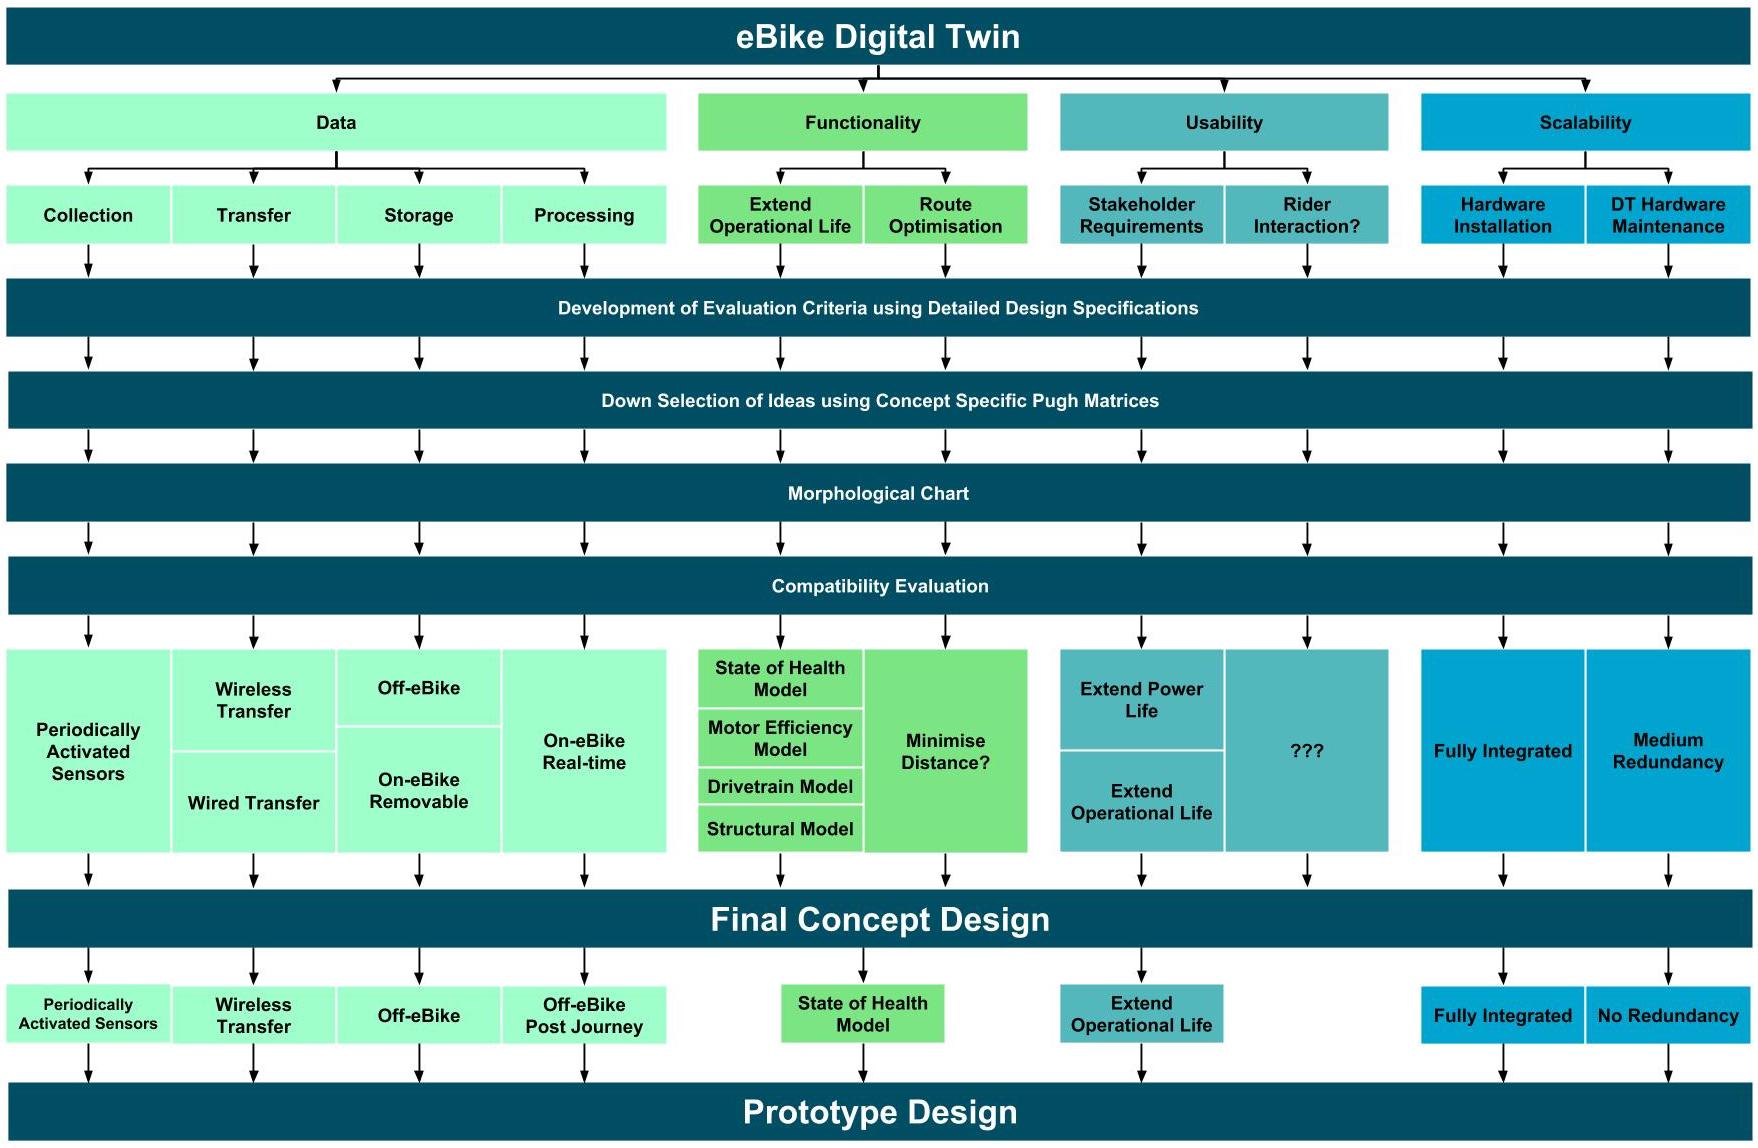 eBike Digital Twin
Data
Functionality
Usability
Scalability
Collection
Transfer
Storage
Processing
Extend
Operational Life
Route
Optimisation
Stakeholder
Requirements
Rider
Interaction?
Hardware
Installation
DT Hardware
Maintenance
Development of Evaluation Criteria using Detailed Design Specifications
Down Selection of Ideas using Concept Specific Pugh Matrices
Morphological Chart
Compatibility Evaluation
Periodically
Activated
Sensors
Wireless
Transfer
Wired Transfer
Off-eBike
On-eBike
Removable
On-eBike
Real-time
State of Health
Model
Motor Efficiency
Model
Drivetrain Model
Structural Model
Minimise
Distance?
Extend Power
Life
Extend
Operational Life
???
Fully Integrated
Medium
Redundancy
Final Concept Design
Periodically
Activated Sensors
Wireless
Transfer
Off-eBike
Off-eBike
Post Journey
State of Health
Model
Extend
Operational Life
Fully Integrated
No Redundancy
Prototype Design